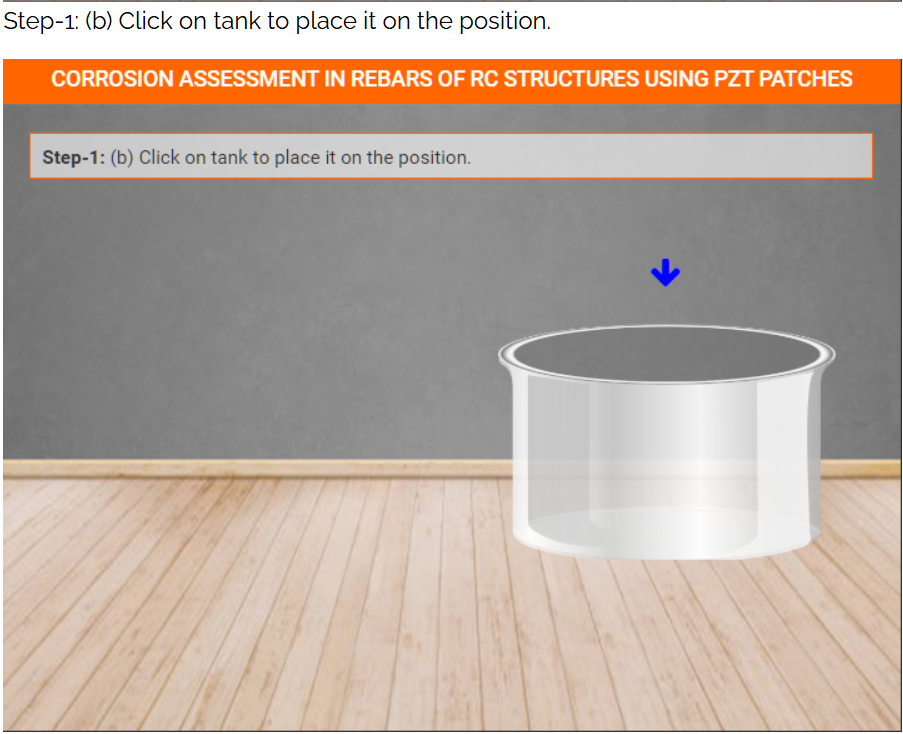 Step-1: (b) Click on tank to place it on the position.
CORROSION ASSESSMENT IN REBARS OF RC STRUCTURES USING PZT PATCHES
Step-1: (b) Click on tank to place it on the position.